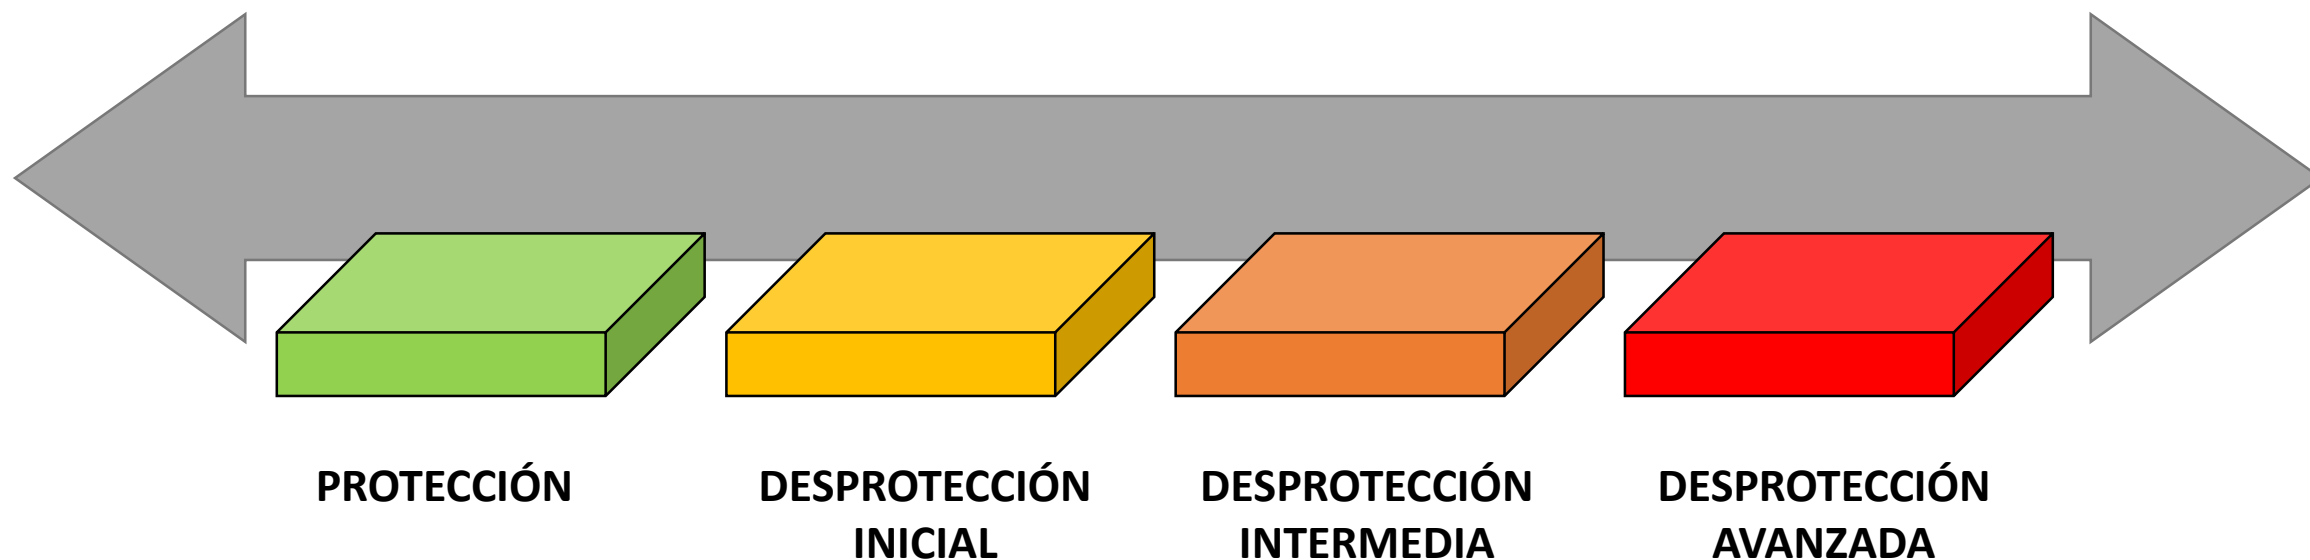 PROTECCIÓN
DESPROTECCIÓN
INICIAL
DESPROTECCIÓN
INTERMEDIA
DESPROTECCIÓN
AVANZADA